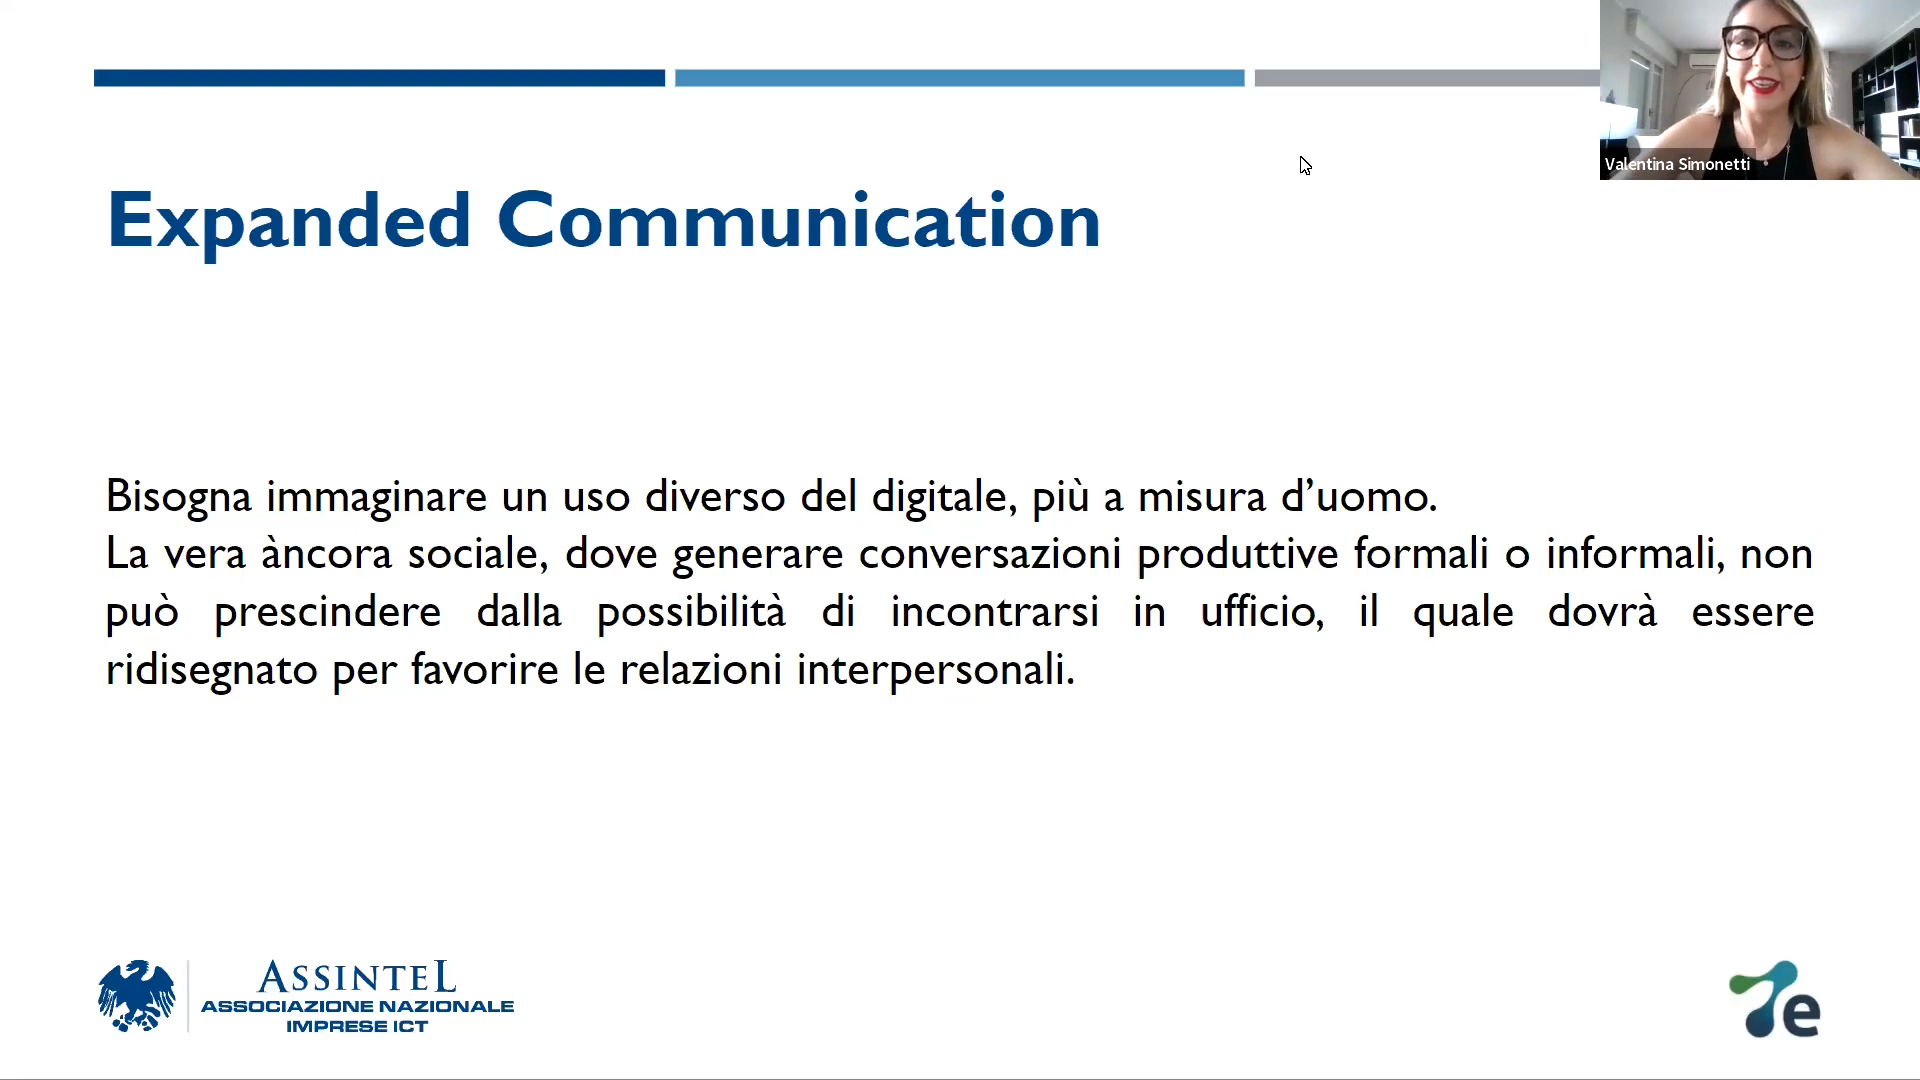 Valentina Simonetti
Expanded Communication
Bisogna immaginare un uso diverso del digitale, più a misura d’uomo.
La vera àncora sociale, dove generare conversazioni produttive formali o informali, non
può prescindere dalla possibilità di incontrarsi in ufficio, il quale dovrà essere
ridisegnato per favorire le relazioni interpersonali.
ASSINTEL
ASSOCIAZIONE NAZIONALE
IMPRESE ICT
e